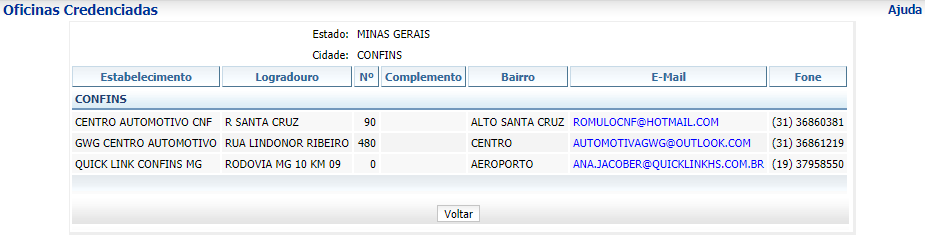 Oficinas Credenciadas Ajuda
Estado: MINAS GERAIS
Cidade: CONFINS
Estabelecimento Logradouro Nº Complemento Bairro E-Mail Fone
CONFINS
CENTRO AUTOMOTIVO CNF R SANTA CRUZ 90 ALTO SANTA CRUZ ROMULOCNF@HOTMAIL.COM (31) 36860381
GWG CENTRO AUTOMOTIVO RUA LINDONOR RIBEIRO 480 CENTRO AUTOMOTIVAGWG@OUTLOOK.COM (31) 36861219
QUICK LINK CONFINS MG RODOVIA MG 10 KM 09 0 AEROPORTO ANA.JACOBER@QUICKLINKHS.COM.BR (19) 37958550
Voltar